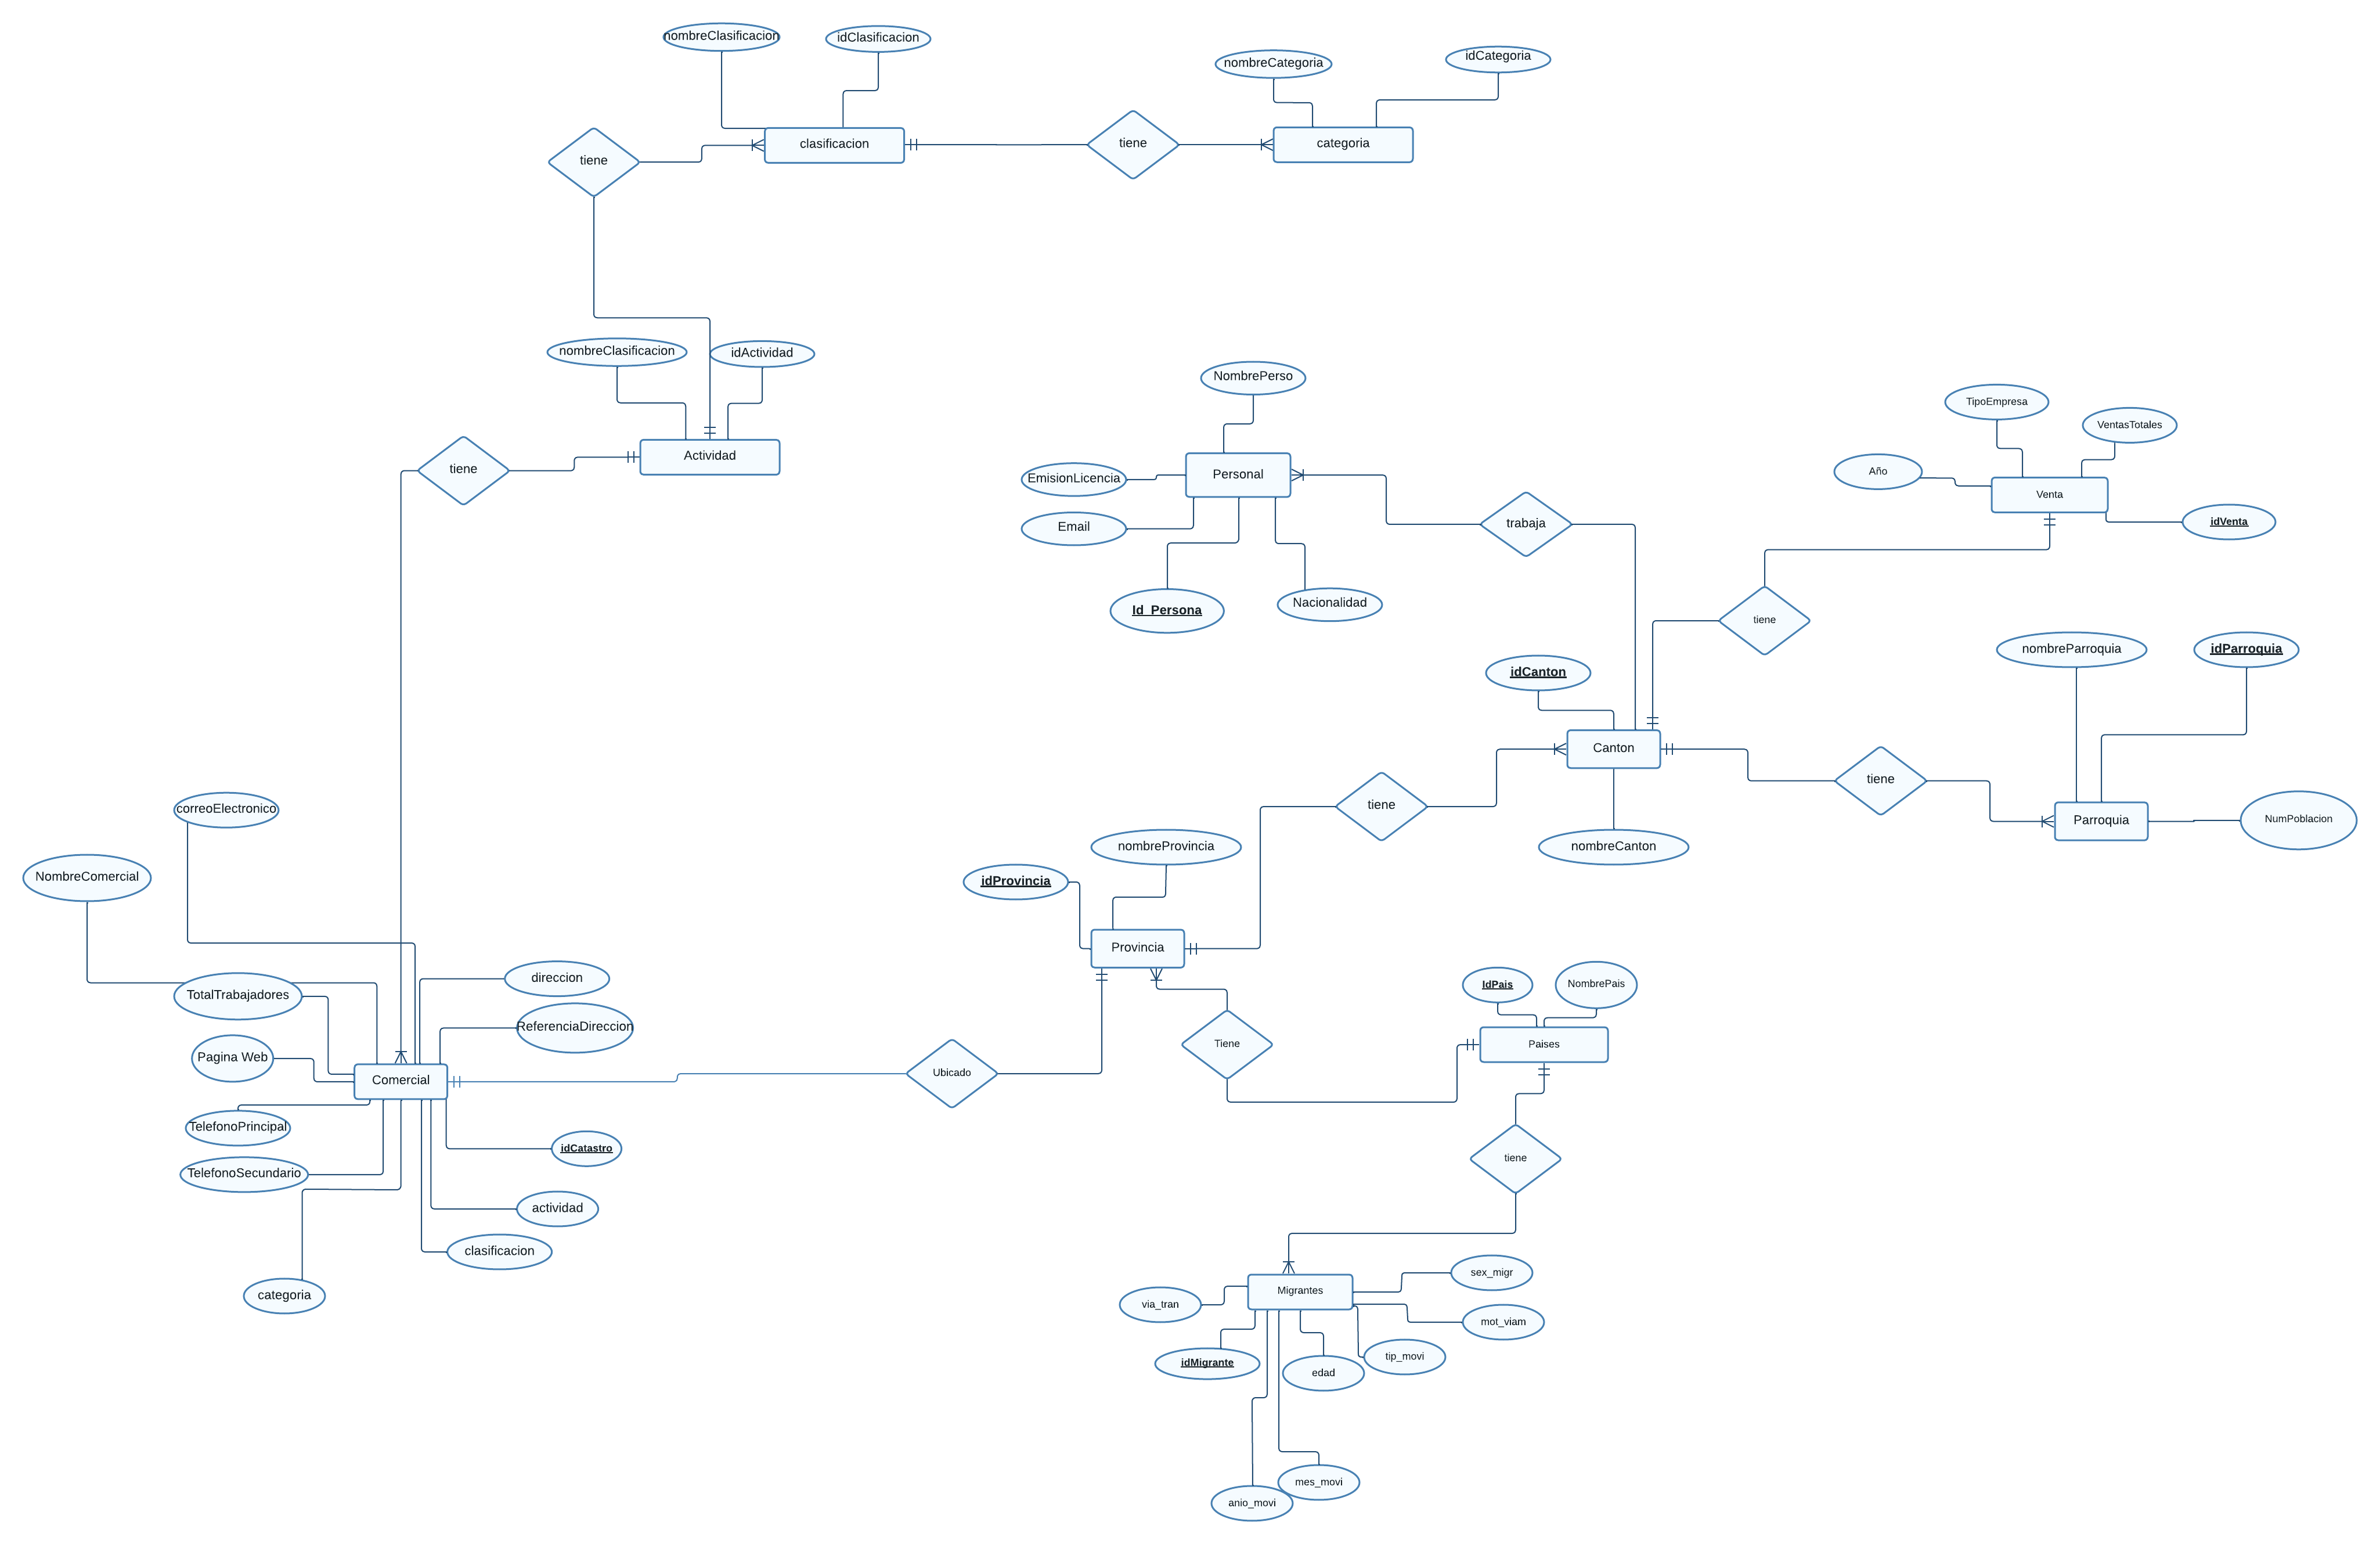 nombreClasificacion
idClasificacion
nombreCategoria
idCategoria
tiene
clasificacion
tiene
categoria
nombreClasificacion
idActividad
tiene
Actividad
NombrePerso
EmisionLicencia
Personal
Email
Id_Persona
Nacionalidad
trabaja
TipoEmpresa
VentasTotales
Año
Venta
idVenta
tiene
idCanton
nombreParroquia
idParroquia
Canton
tiene
tiene
nombreCanton
Parroquia
NumPoblacion
correoElectronico
NombreComercial
nombreProvincia
idProvincia
Provincia
TotalTrabajadores
direccion
ReferenciaDireccion
Pagina Web
Comercial
Ubicado
Tiene
IdPais
NombrePais
Paises
TelefonoPrincipal
idCatastro
TelefonoSecundario
actividad
clasificacion
categoria
tiene
Migrantes
sex_migr
via_tran
mot_viam
idMigrante
edad
tip_movi
mes_movi
anio_movi